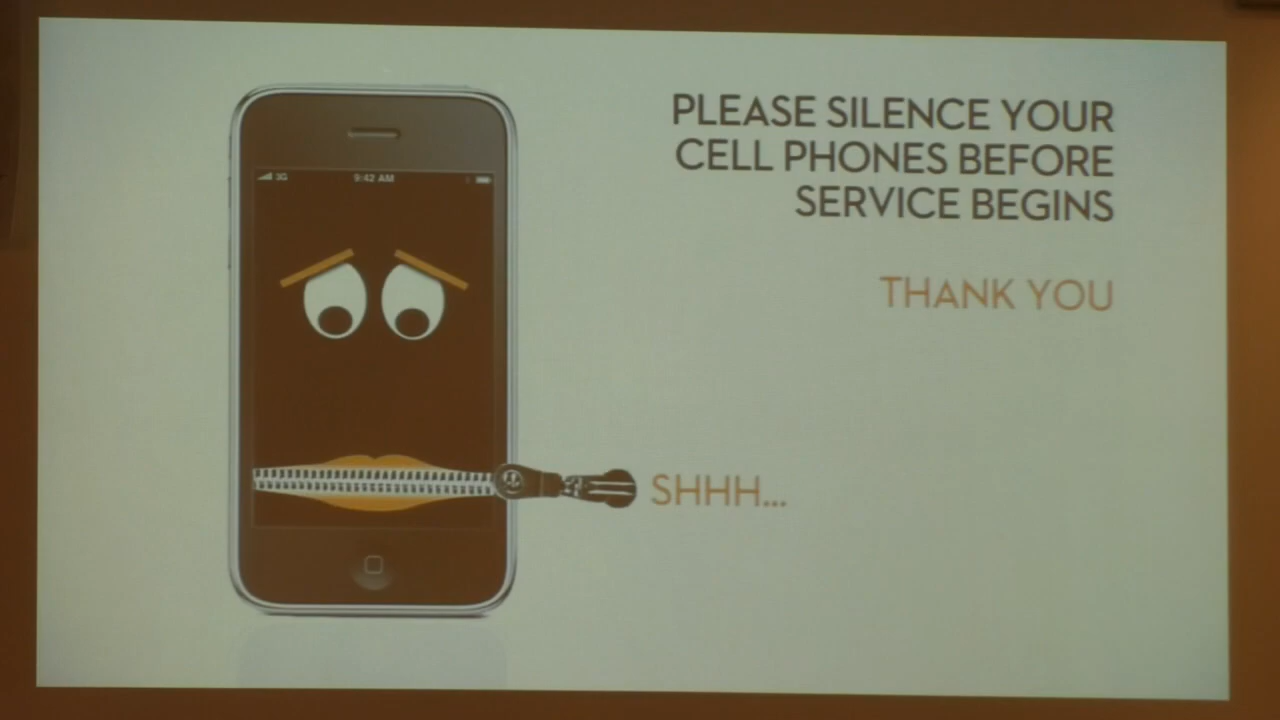 PLEASE SILENCE YOUR
CELL PHONES BEFORE
SERVICE BEGINS
THANK YOU
3G
9:42 AM
SHHH...